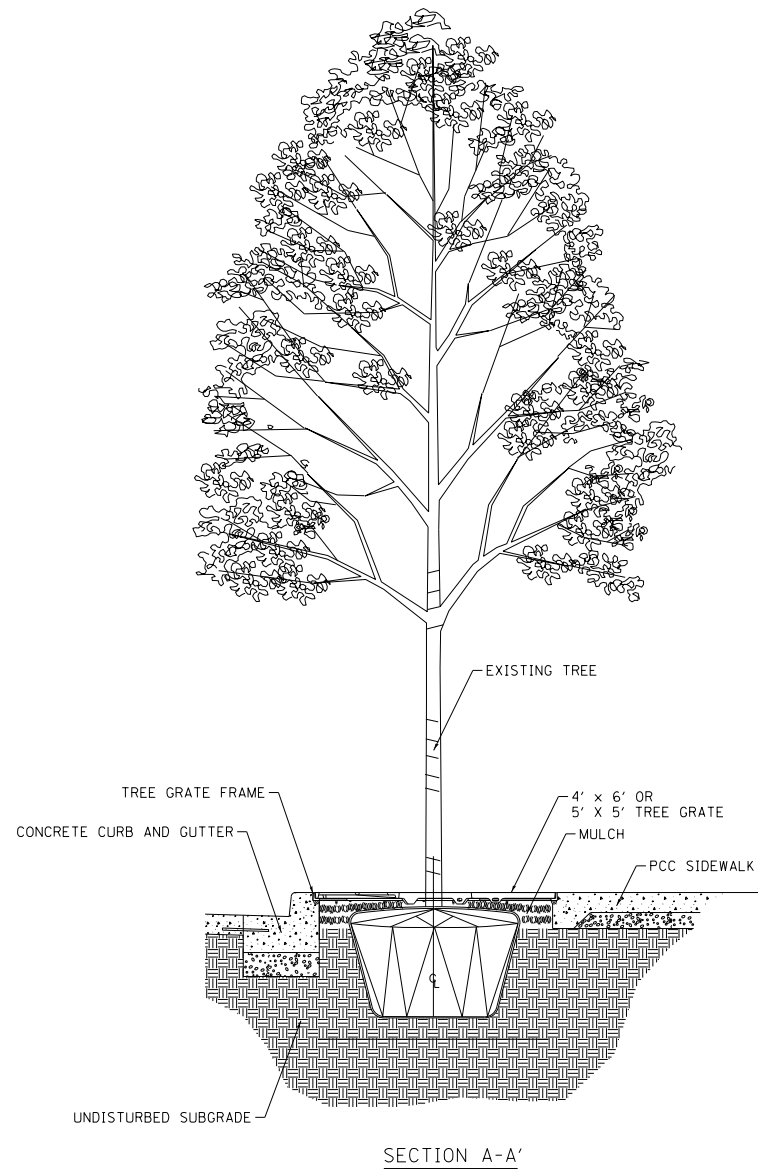 EXISTING TREE
TREE GRATE FRAME
4' x 6' OR
5' X 5' TREE GRATE
CONCRETE CURB AND GUTTER
MULCH
PCC SIDEWALK
CL
UNDISTURBED SUBGRADE
SECTION A-A'